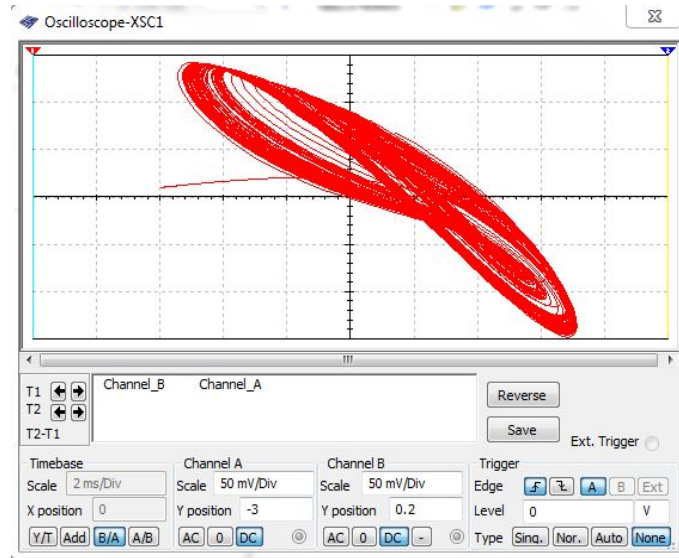 Oscilloscope-XSC1
1
2
T1
T2
T2-T1
Channel_B Channel_A
Reverse
Save
Ext. Trigger
Timebase
Scale 2 ms/Div
X position 0
Y/T Add B/A A/B
Channel A
Scale 50 mV/Div
Y position -3
AC 0 DC
Channel B
Scale 50 mV/Div
Y position 0.2
AC 0 DC -
Trigger
Edge A B Ext
Level 0 V
Type Sing. Nor. Auto None